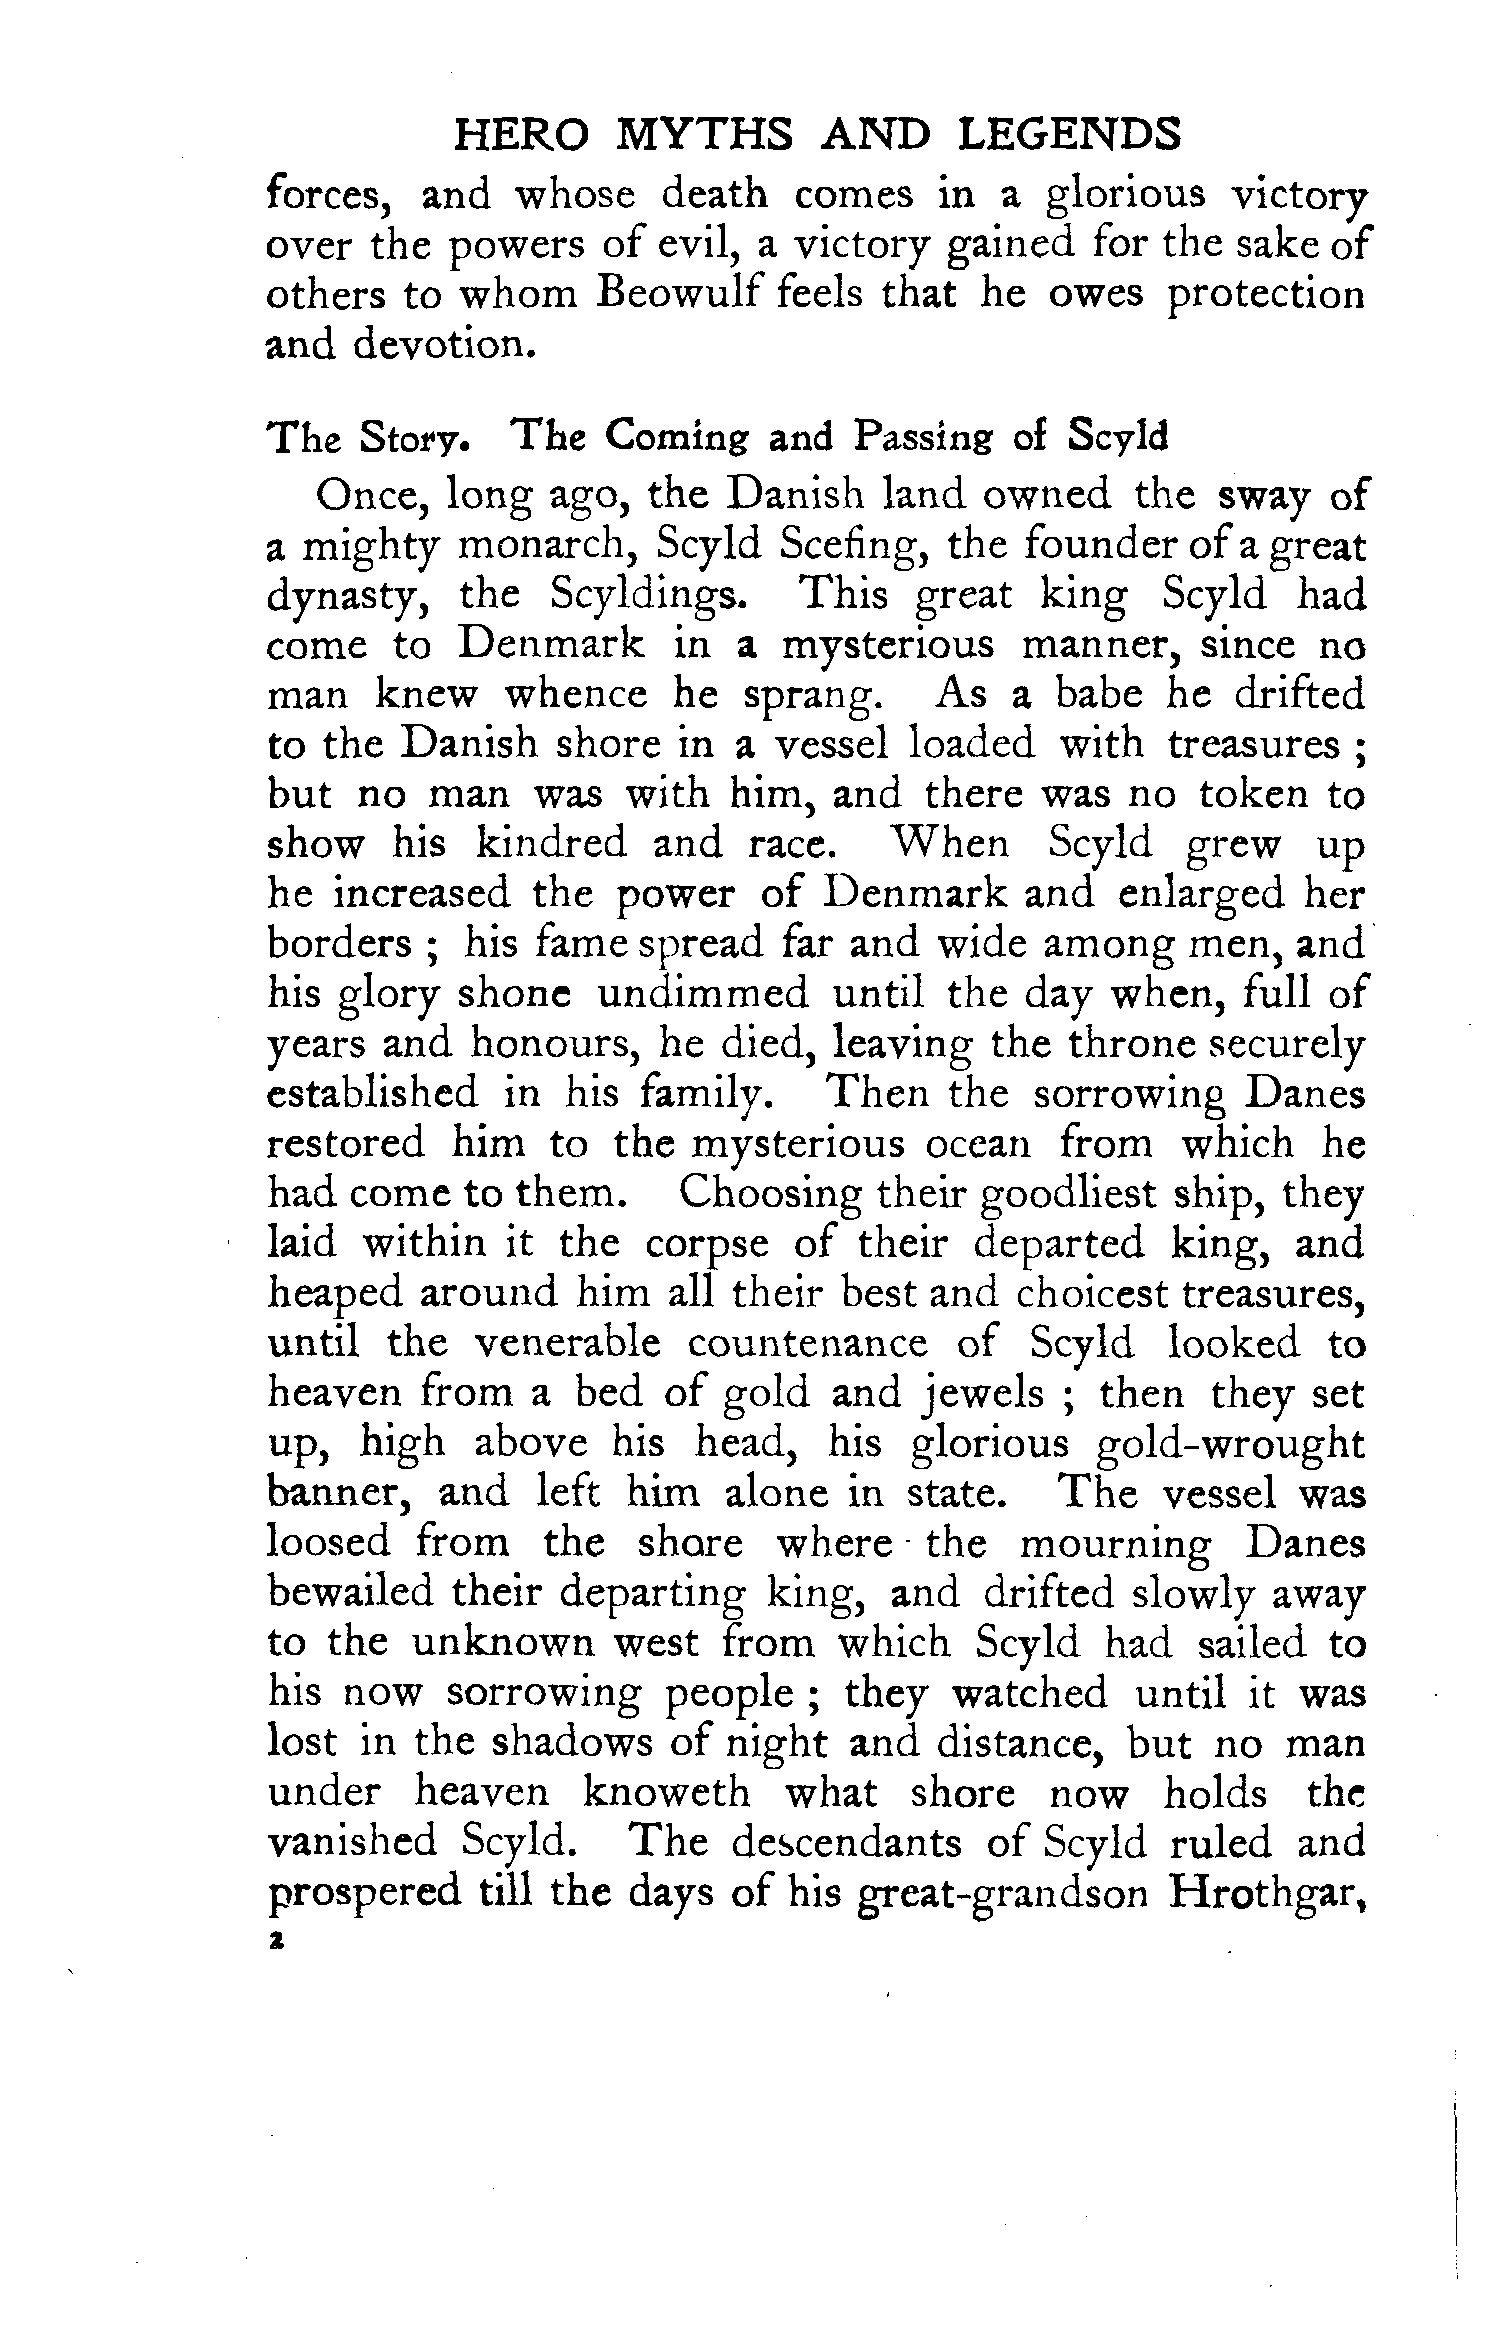 HERO MYTHS AND LEGENDS
forces, and whose death comes in a glorious victory
over the powers of evil, a victory gained for the sake of
others to whom Beowulf feels that he owes protection
and devotion.
The Story. The Coming and Passing of Scyld
Once, long ago, the Danish land owned the sway of
a mighty monarch, Scyld Scefing, the founder of a great
dynasty, the Scyldings. This great king Scyld had
come to Denmark in a mysterious manner, since no
man knew whence he sprang. As a babe he drifted
to the Danish shore in a vessel loaded with treasures ;
but no man was with him, and there was no token to
show his kindred and race. When Scyld grew up
he increased the power of Denmark and enlarged her
borders ; his fame spread far and wide among men, and
his glory shone undimmed until the day when, full of
years and honours, he died, leaving the throne securely
established in his family. Then the sorrowing Danes
restored him to the mysterious ocean from which he
had come to them. Choosing their goodliest ship, they
laid within it the corpse of their departed king, and
heaped around him all their best and choicest treasures,
until the venerable countenance of Scyld looked to
heaven from a bed of gold and jewels ; then they set
up, high above his head, his glorious gold-wrought
banner, and left him alone in state. The vessel was
loosed from the shore where the mourning Danes
bewailed their departing king, and drifted slowly away
to the unknown west from which Scyld had sailed to
his now sorrowing people ; they watched until it was
lost in the shadows of night and distance, but no man
under heaven knoweth what shore now holds the
vanished Scyld. The descendants of Scyld ruled and
prospered till the days of his great-grandson Hrothgar,
2